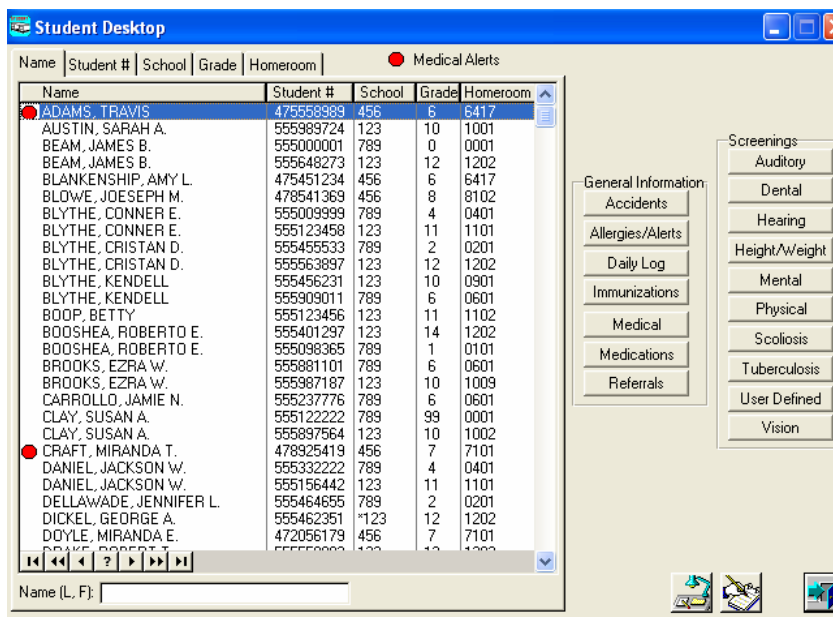 Student Desktop
Name Student # School Grade Homeroom Medical Alerts
Name Student # School Grade Homeroom
ADAMS, TRAVIS 475558989 456 6 6417
AUSTIN, SARAH A. 555989724 123 10 1001
BEAM, JAMES B. 555000001 789 0 0001
BEAM, JAMES B. 555648273 123 12 1202
BLANKENSHIP, AMY L. 475451234 456 6 6417
BLOWE, JOESEPH M. 478541369 456 8 8102
BLYTHE, CONNER E. 555009999 789 4 0401
BLYTHE, CONNER E. 555123458 123 11 1101
BLYTHE, CRISTAN D. 555455533 789 2 0201
BLYTHE, CRISTAN D. 555563897 123 12 1202
BLYTHE, KENDELL 555456231 123 10 0901
BLYTHE, KENDELL 555909011 789 6 0601
BOOP, BETTY 555123456 123 11 1102
BOOSHEA, ROBERTO E. 555401297 123 14 1202
BOOSHEA, ROBERTO E. 555098365 789 1 0101
BROOKS, EZRA W. 555881101 789 6 0601
BROOKS, EZRA W. 555987187 123 10 1009
CARROLLO, JAMIE N. 555237776 789 6 0601
CLAY, SUSAN A. 555122222 789 99 0001
CLAY, SUSAN A. 555897564 123 10 1002
CRAFT, MIRANDA T. 478925419 456 7 7101
DANIEL, JACKSON W. 555332222 789 4 0401
DANIEL, JACKSON W. 555156442 123 11 1101
DELLAWADE, JENNIFER L. 555464655 789 2 0201
DICKEL, GEORGE A. 555462351 *123 12 1202
DOYLE, MIRANDA E. 472056179 456 7 7101
?
Name (L, F):
General Information
Accidents
Allergies/Alerts
Daily Log
Immunizations
Medical
Medications
Referrals
Screenings
Auditory
Dental
Hearing
Height/Weight
Mental
Physical
Scoliosis
Tuberculosis
User Defined
Vision